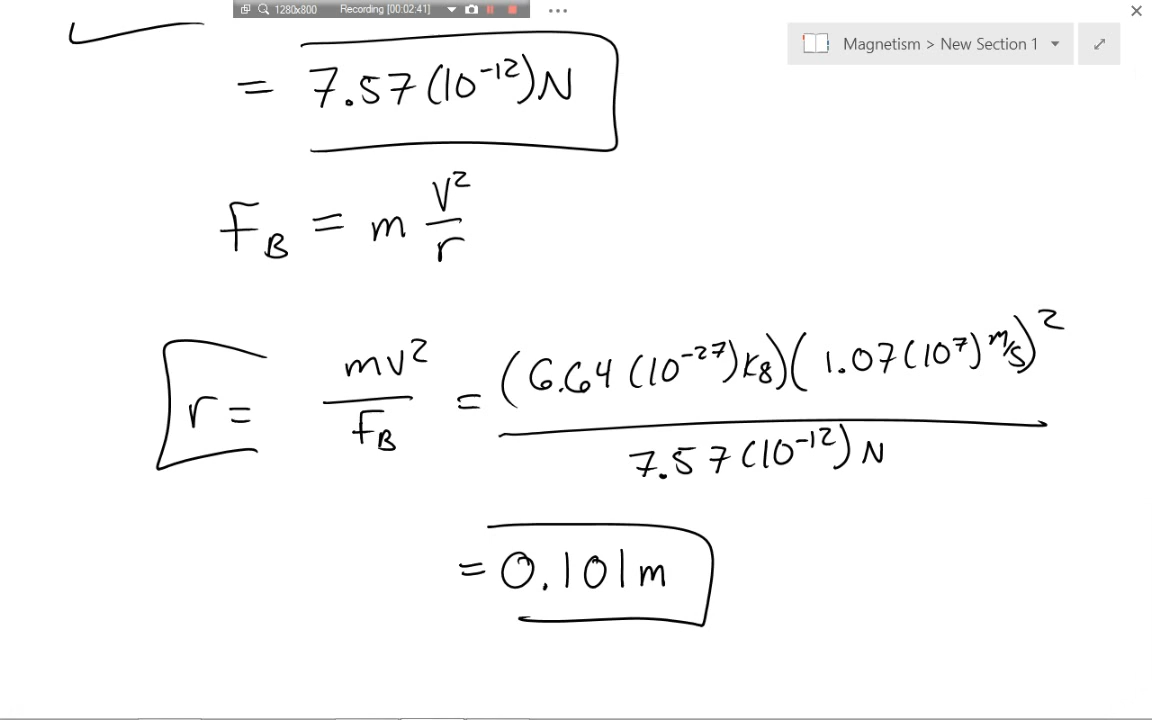 1280x800 Recording [00:02:41]
Magnetism > New Section 1
= 7.57(10⁻¹²)N
F_B = m v²/r
r = mv²/F_B = (6.64(10⁻²⁷)kg)(1.07(10⁷)m/s)²/7.57(10⁻¹²)N
= 0.101m